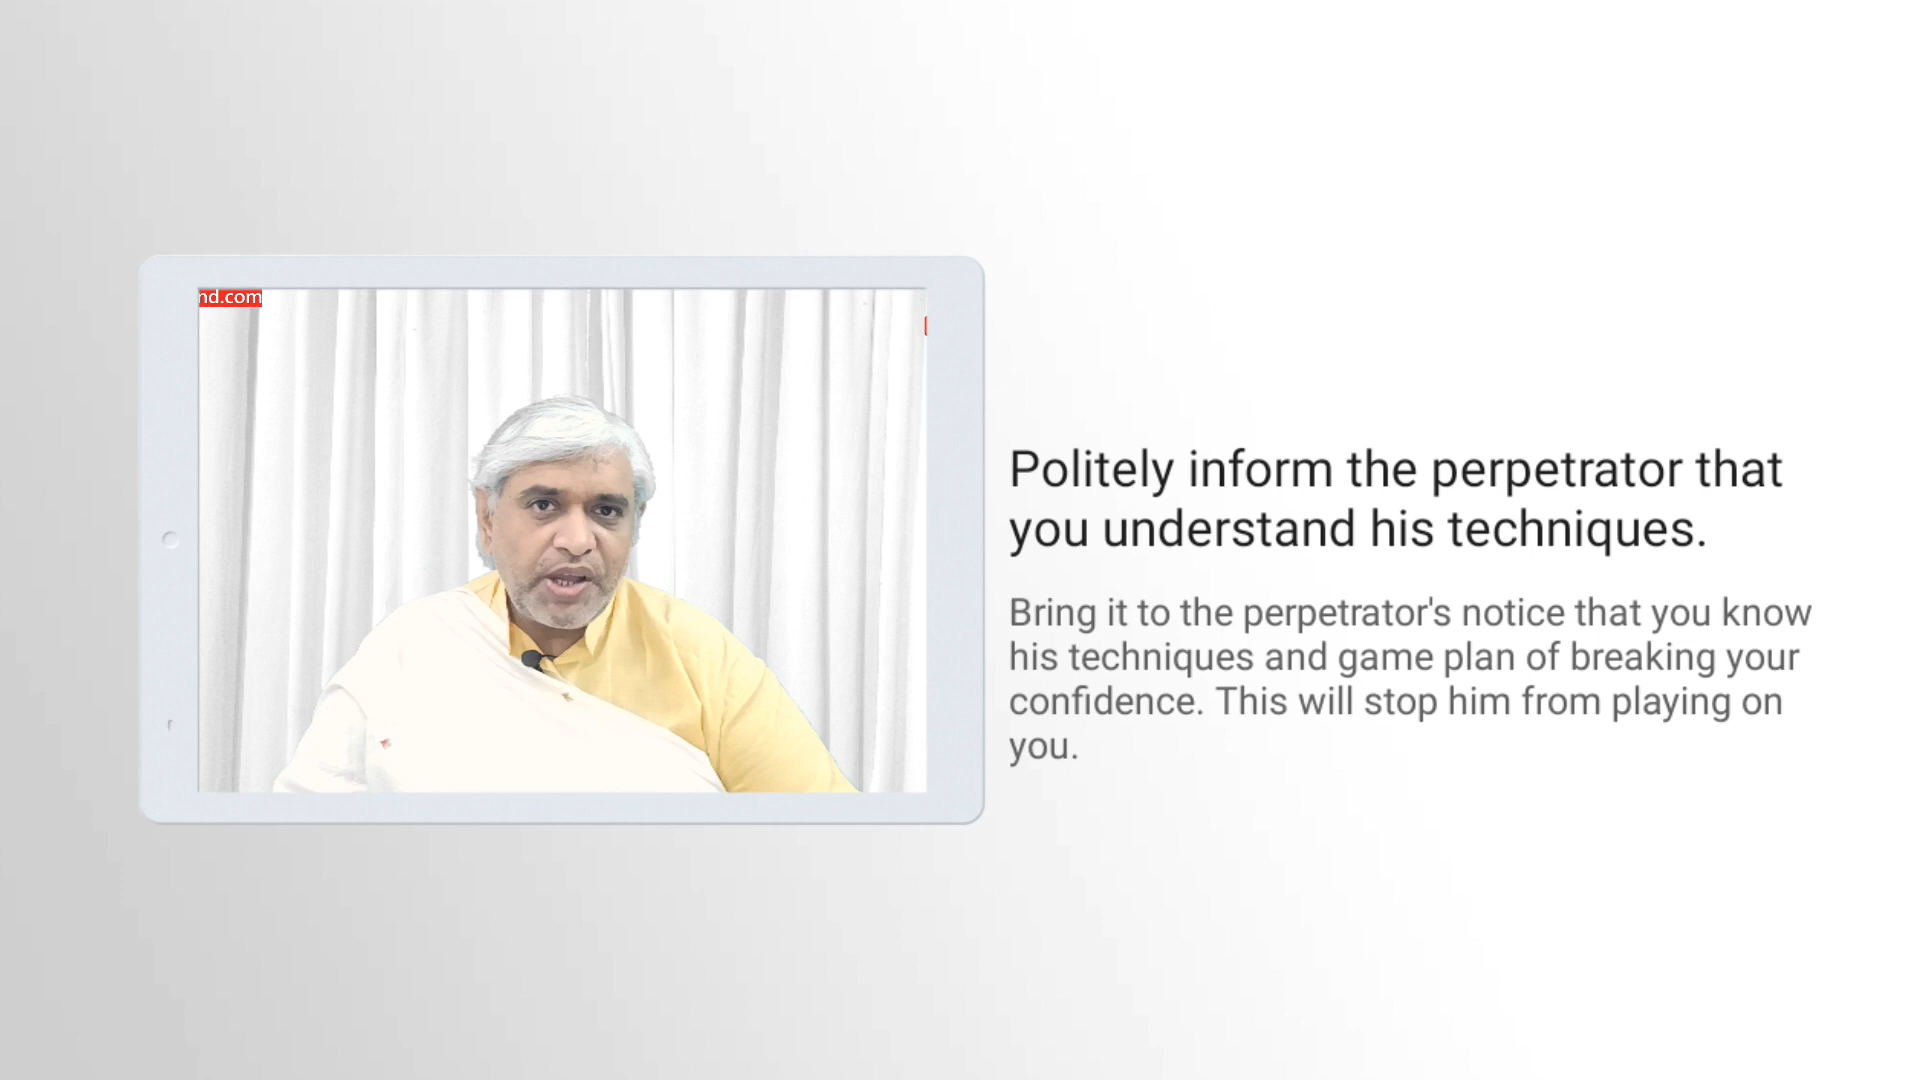 nd.com
Politely inform the perpetrator that
you understand his techniques.
Bring it to the perpetrator's notice that you know
his techniques and game plan of breaking your
confidence. This will stop him from playing on
you.